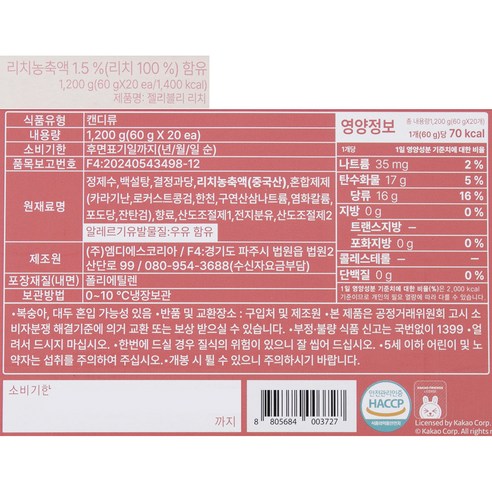 리치농축액 1.5 %(리치 100 %) 함유
1,200 g(60 gX20 ea/1,400 kcal)
제품명: 젤리블리 리치
식품유형 캔디류
내용량 1,200 g(60 g X 20 ea)
소비기한 후면표기일까지(년/월/일 순)
품목보고번호 F4:20240543498-12
원재료명 정제수, 백설탕, 결정과당, 리치농축액(중국산), 혼합제제
(카라기난, 로커스트콩검, 한천, 구연산삼나트륨, 염화칼륨,
포도당, 잔탄검), 향료, 산도조절제1, 전지분유, 산도조절제2
알레르기유발물질: 우유 함유
제조원 (주)엠디에스코리아 / F4:경기도 파주시 법원읍 법원2
산단로 99 / 080-954-3688(수신자요금부담)
포장재질(내면) 폴리에틸렌
보관방법 0~10 ℃냉장보관
영양정보
총 내용량1,200 g(60 gX20개)
1개(60 g)당 70 kcal
1개당 1일 영양성분 기준치에 대한 비율
나트륨 35 mg 2 %
탄수화물 17 g 5 %
당류 16 g 16 %
지방 0 g 0 %
트랜스지방 0 g
포화지방 0 g 0 %
콜레스테롤 0 mg 0 %
단백질 0 g 0 %
1일 영양성분 기준치에 대한 비율(%)은 2,000 kcal
기준이므로 개인의 필요 열량에 따라 다를 수 있습니다.
•복숭아, 대두 혼입 가능성 있음 •반품 및 교환장소 : 구입처 및 제조원 •본 제품은 공정거래위원회 고시 소
비자분쟁 해결기준에 의거 교환 또는 보상 받으실 수 있습니다. •부정·불량 식품 신고는 국번없이 1399 •얼
려서 드시지 마십시오. •한번에 드실 경우 질식의 위험이 있으니 잘 씹어 드십시오. •5세 이하 어린이 및 노
약자는 섭취를 주의하여 주십시오. •개봉 시 튈 수 있으니 주의하시기 바랍니다.
소비기한
까지
8 805684 003727
안전관리인증
HACCP
식품의약품안전처
KAKAO FRIENDS
Licensed by Kakao Corp.
© Kakao Corp. All rights